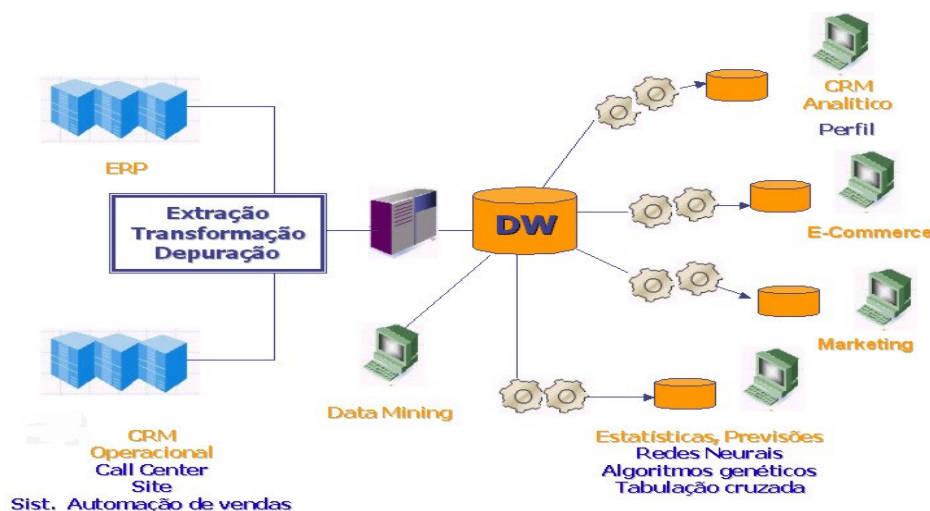 ERP
Extração
Transformação
Depuração
CRM
Operacional
Call Center
Site
Sist. Automação de vendas
DW
Data Mining
CRM
Analítico
Perfil
E-Commerce
Marketing
Estatísticas, Previsões
Redes Neurais
Algoritmos genéticos
Tabulação cruzada